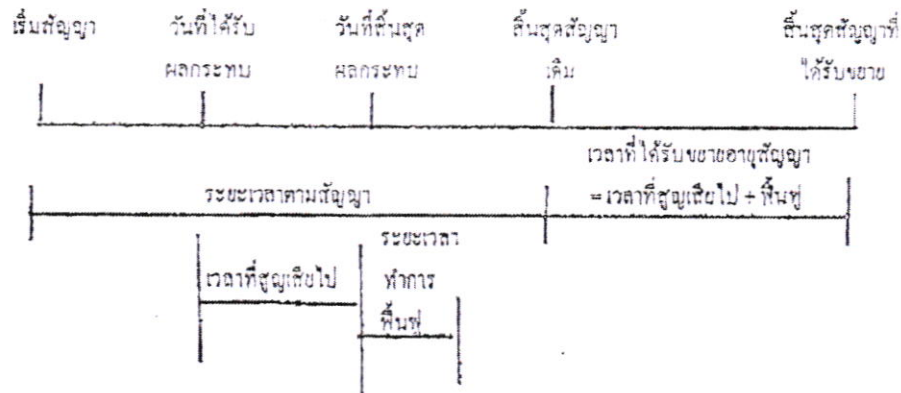 เริ่มสัญญา วันที่ได้รับ วันที่สิ้นสุด สิ้นสุดสัญญา สิ้นสุดสัญญาที่
ผลกระทบ ผลกระทบ เดิม ได้รับขยาย
เวลาที่ได้รับขยายอายุสัญญา
ระยะเวลาตามสัญญา = เวลาที่สูญเสียไป + ฟื้นฟู
ระยะเวลา
เวลาที่สูญเสียไป ทำการ
ฟื้นฟู